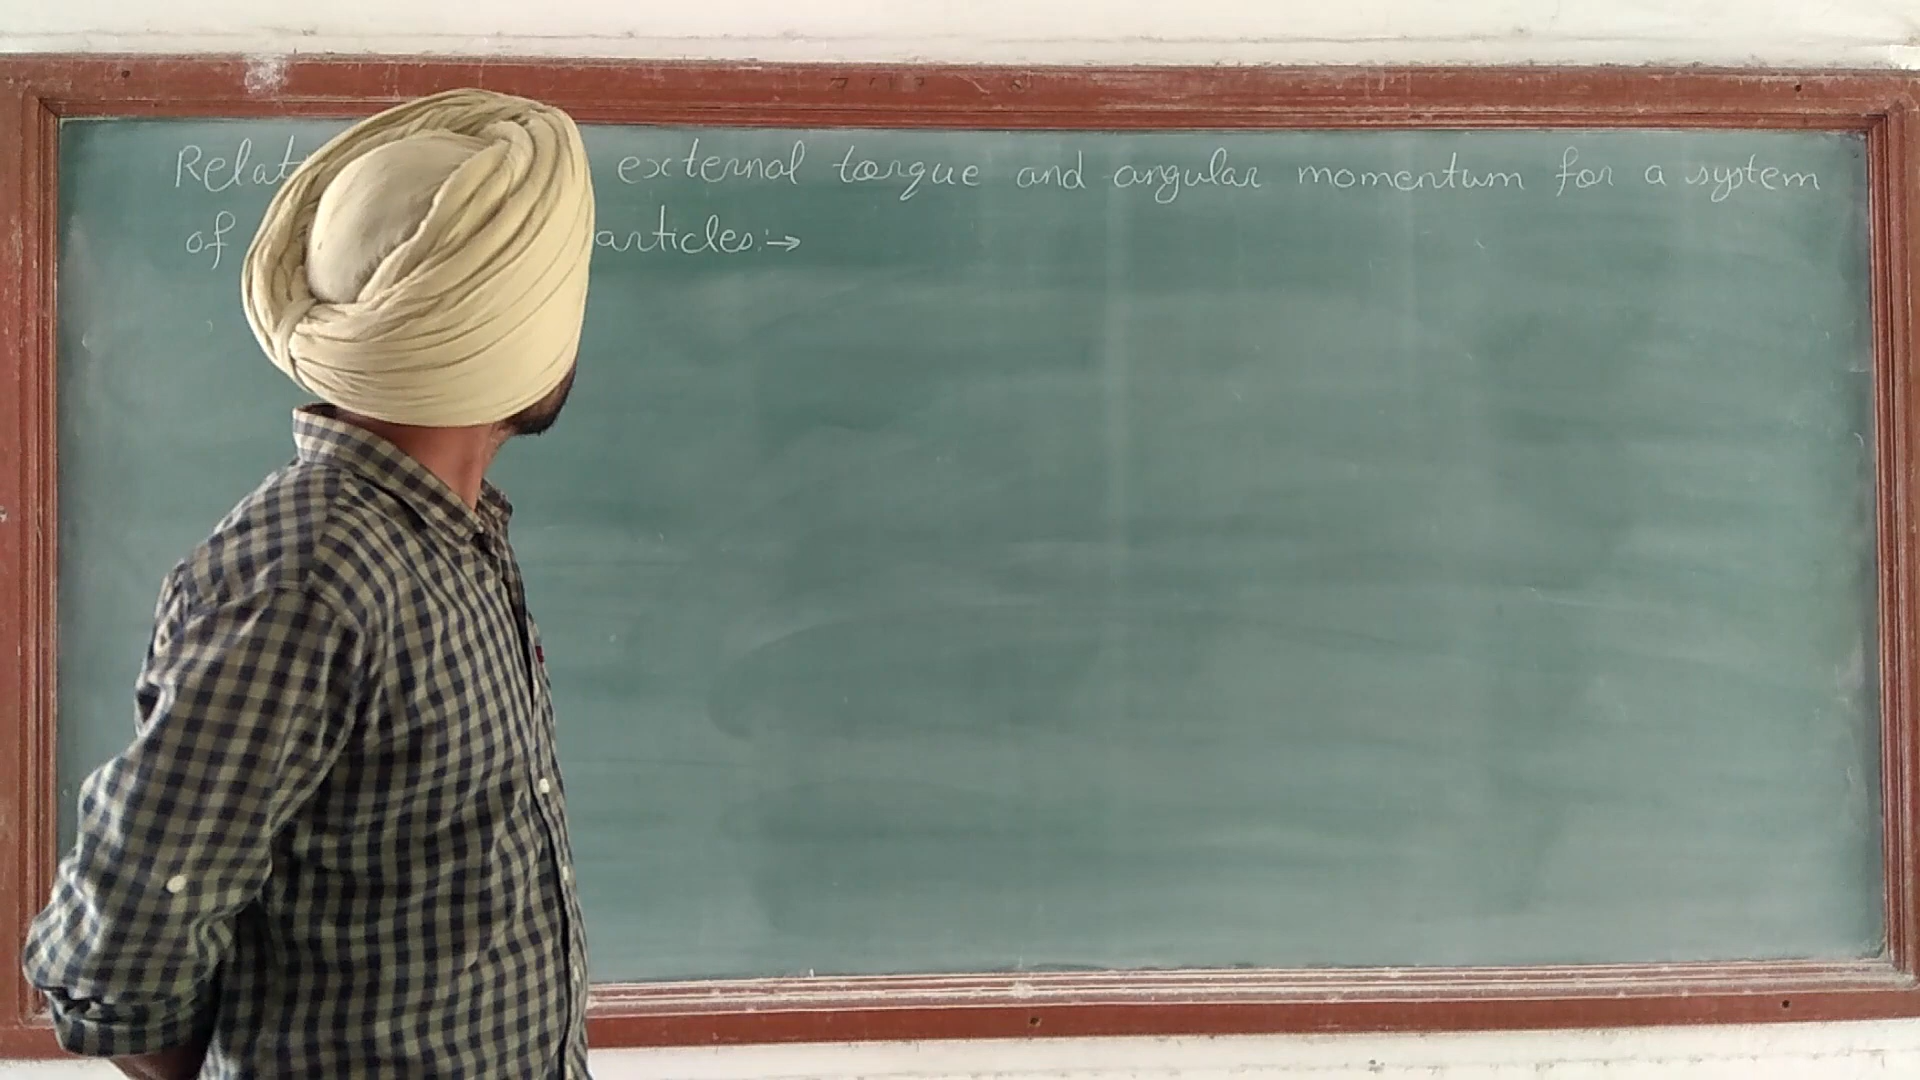 Relat external torque and angular momentum for a system
of articles:→